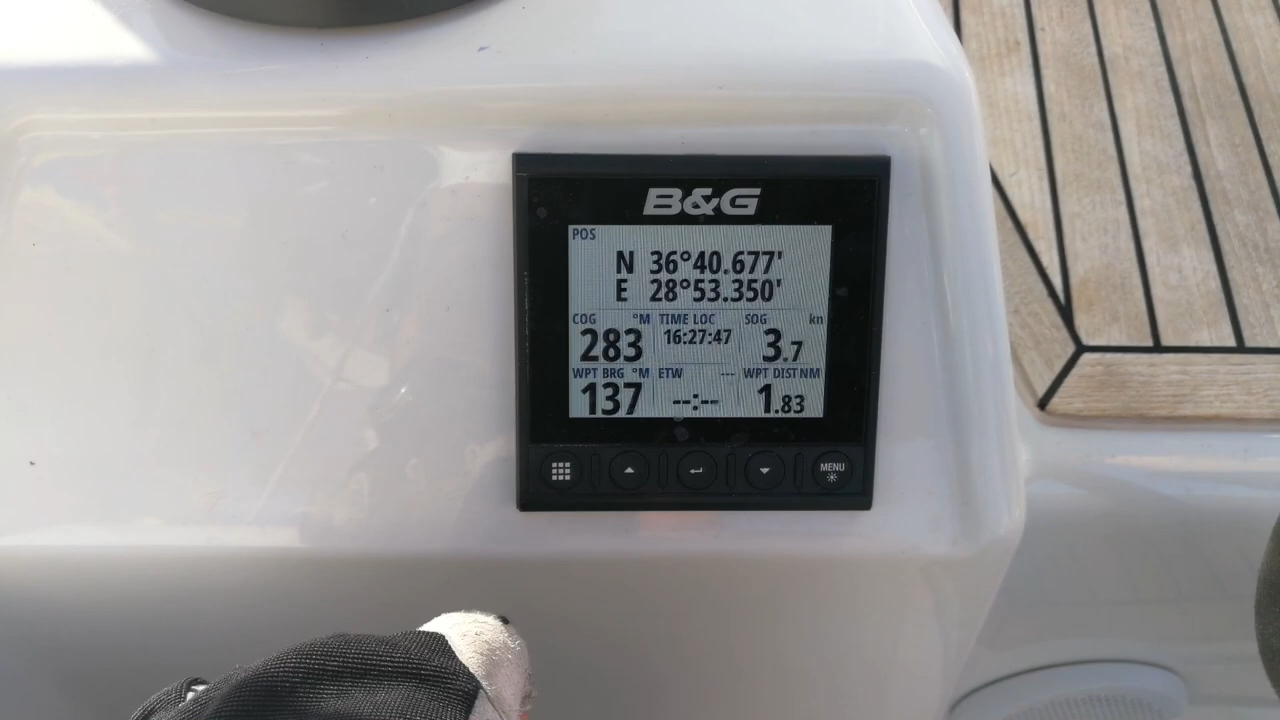 B&G
POS
N 36°40.677'
E 28°53.350'
COG °M TIME LOC SOG kn
283 16:27:47 3.7
WPT BRG °M ETW --- WPT DIST NM
137 --:-- 1.83
MENU